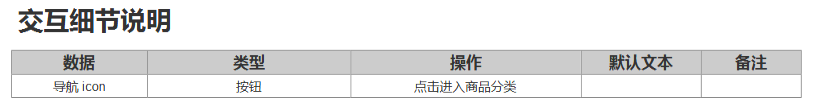 交互细节说明
数据 类型 操作 默认文本 备注
导航 icon 按钮 点击进入商品分类